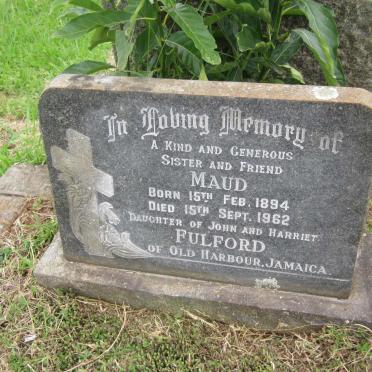 In Loving Memory of
A Kind and Generous
Sister and Friend
Maud
Born 15th Feb. 1894
Died 15th Sept. 1962
Daughter of John and Harriet
Fulford
of Old Harbour, Jamaica